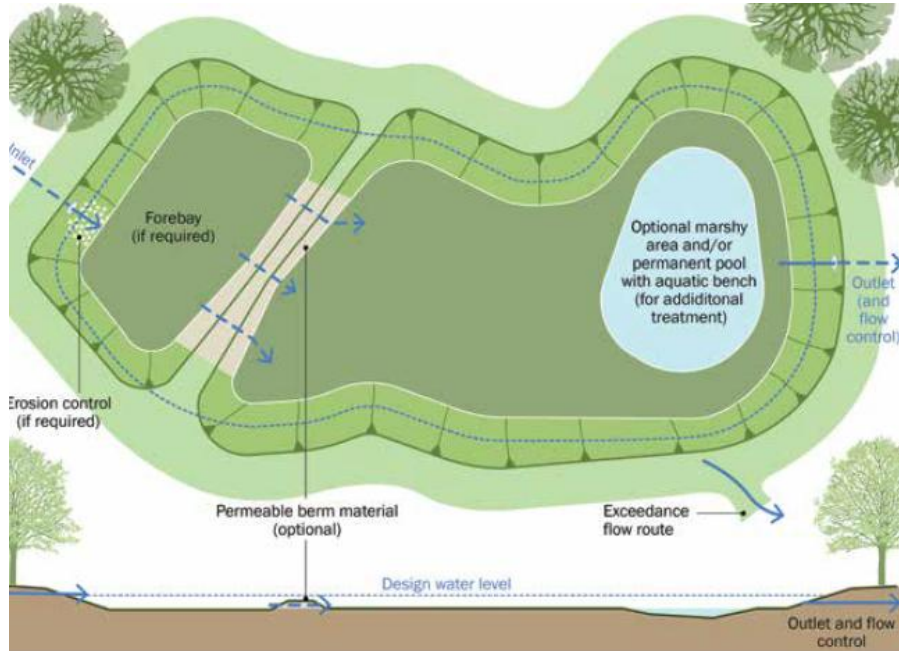 Inlet
Forebay
(if required)
Optional marshy
area and/or
permanent pool
with aquatic bench
(for addiditonal
treatment)
Outlet
(and
flow
control)
Erosion control
(if required)
Permeable berm material
(optional)
Exceedance
flow route
Design water level
Outlet and flow
control